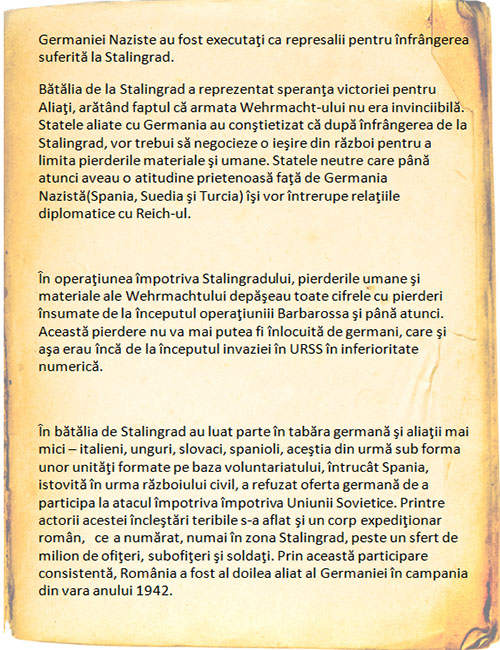 Germaniei Naziste au fost executaţi ca represalii pentru înfrângerea
suferită la Stalingrad.
Bătălia de la Stalingrad a reprezentat speranţa victoriei pentru
Aliaţi, arătând faptul că armata Wehrmacht-ului nu era invinciibilă.
Statele aliate cu Germania au conştietizat că după înfrângerea de la
Stalingrad, vor trebui să negocieze o ieşire din război pentru a
limita pierderile materiale şi umane. Statele neutre care până
atunci aveau o atitudine prietenoasă faţă de Germania
Nazistă(Spania, Suedia şi Turcia) îşi vor întrerupe relaţiile
diplomatice cu Reich-ul.
În operaţiunea împotriva Stalingradului, pierderile umane şi
materiale ale Wehrmachtului depăşeau toate cifrele cu pierderi
însumate de la începutul operaţiuniii Barbarossa şi până atunci.
Această pierdere nu va mai putea fi înlocuită de germani, care şi
aşa erau încă de la începutul invaziei în URSS în inferioritate
numerică.
În bătălia de Stalingrad au luat parte în tabăra germană şi aliaţii mai
mici – italieni, unguri, slovaci, spanioli, aceştia din urmă sub forma
unor unităţi formate pe baza voluntariatului, întrucât Spania,
istovită în urma războiului civil, a refuzat oferta germană de a
participa la atacul împotriva împotriva Uniunii Sovietice. Printre
actorii acestei încleştări teribile s-a aflat şi un corp expediţionar
român, ce a numărat, numai în zona Stalingrad, peste un sfert de
milion de ofiţeri, subofiţeri şi soldaţi. Prin această participare
consistentă, România a fost al doilea aliat al Germaniei în campania
din vara anului 1942.